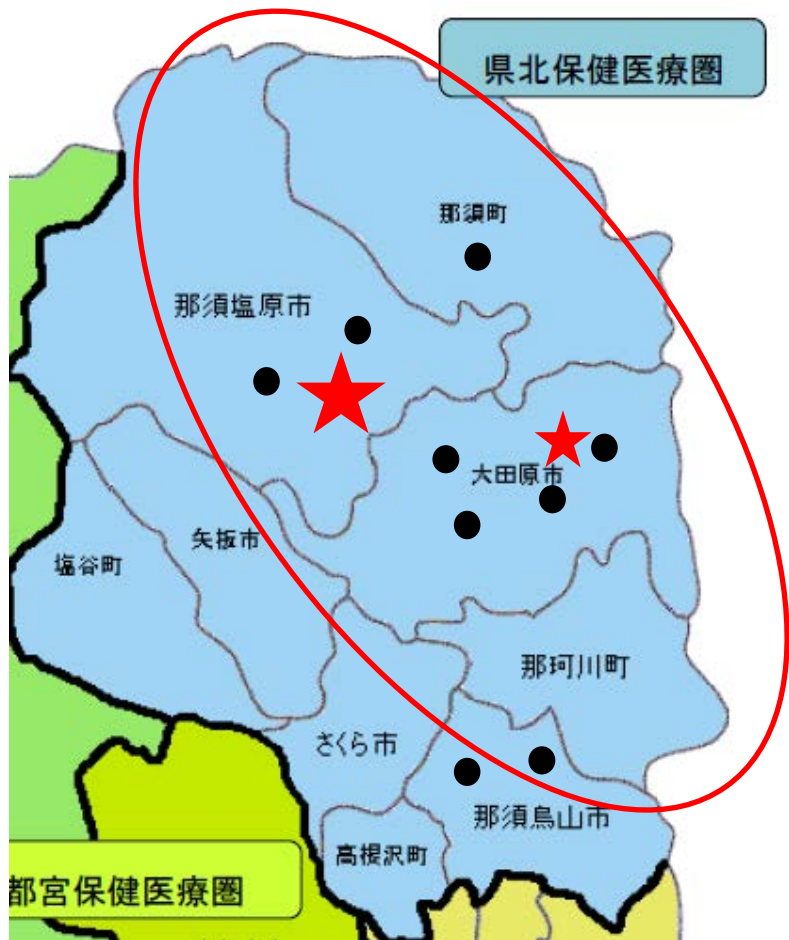 県北保健医療圏
那須町
那須塩原市
大田原市
矢板市
塩谷町
那珂川町
さくら市
那須烏山市
高根沢町
都宮保健医療圏